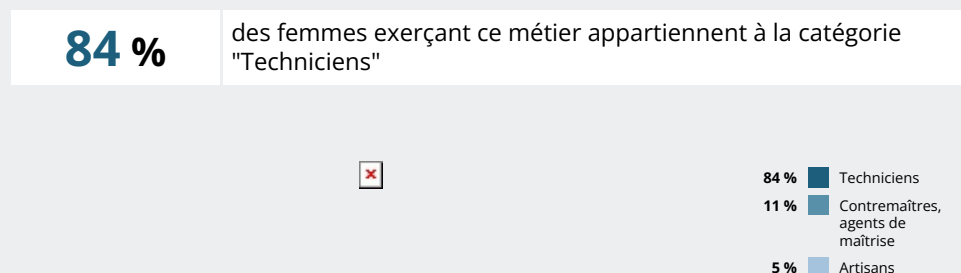 84 %
des femmes exerçant ce métier appartiennent à la catégorie
"Techniciens"
84 % Techniciens
11 % Contremaîtres,
agents de
maîtrise
5 % Artisans